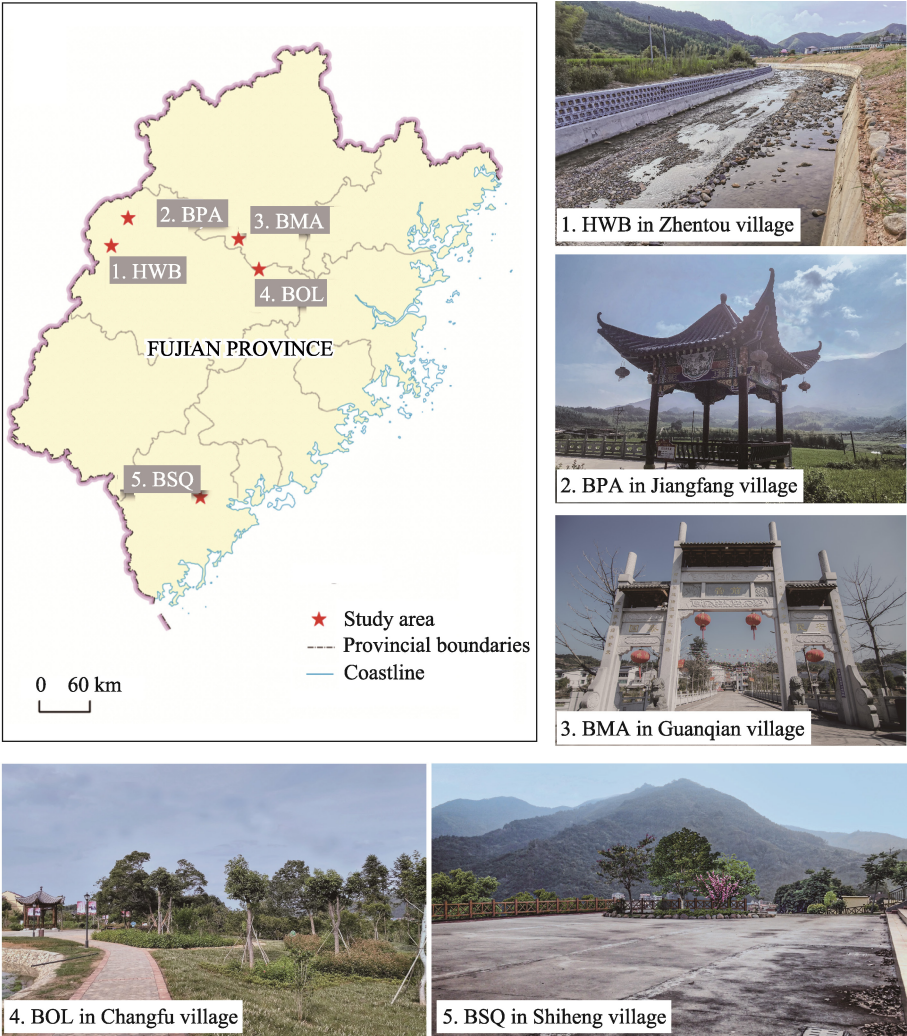 2. BPA
3. BMA
1. HWB
4. BOL
FUJIAN PROVINCE
5. BSQ
Study area
Provincial boundaries
Coastline
0 60 km
1. HWB in Zhentou village
2. BPA in Jiangfang village
3. BMA in Guanqian village
4. BOL in Changfu village
5. BSQ in Shiheng village